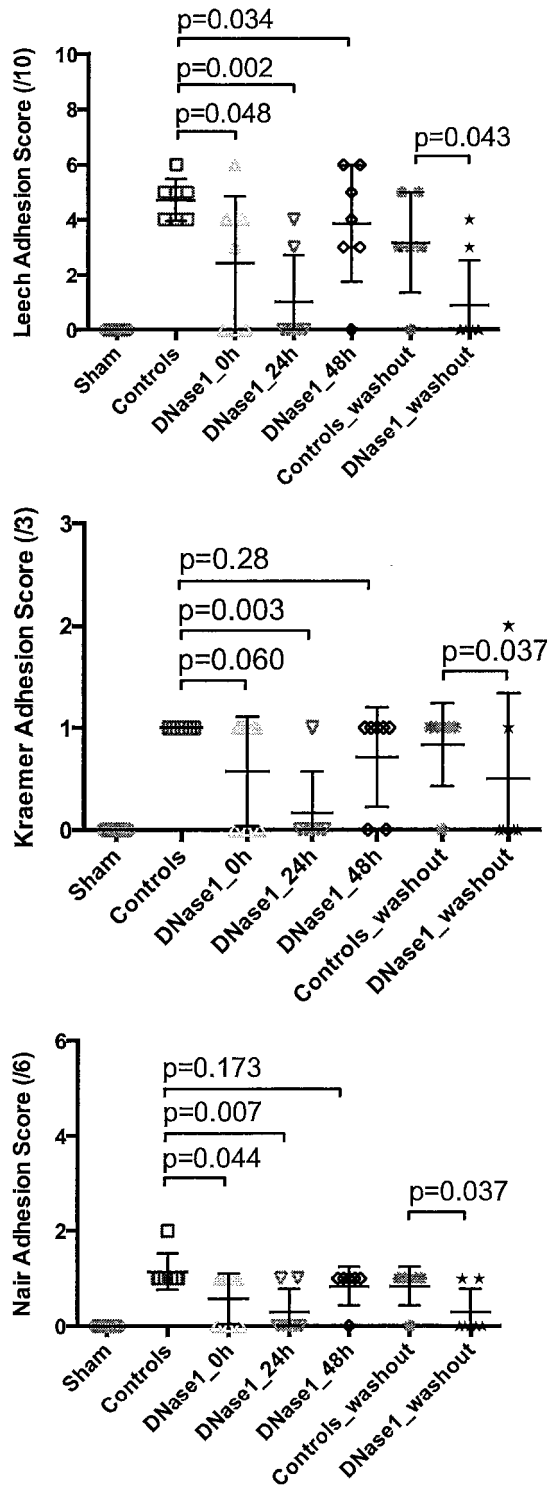 p=0.034
p=0.002
p=0.048
p=0.043
Leech Adhesion Score (/10)
10
8
6
4
2
0
Sham
Controls
DNase1_0h
DNase1_24h
DNase1_48h
Controls_washout
DNase1_washout
Kraemer Adhesion Score (/3)
3
2
1
0
p=0.28
p=0.003
p=0.060
p=0.037
Sham
Controls
DNase1_0h
DNase1_24h
DNase1_48h
Controls_washout
DNase1_washout
Nair Adhesion Score (/6)
6
4
2
0
p=0.173
p=0.007
p=0.044
p=0.037
Sham
Controls
DNase1_0h
DNase1_24h
DNase1_48h
Controls_washout
DNase1_washout